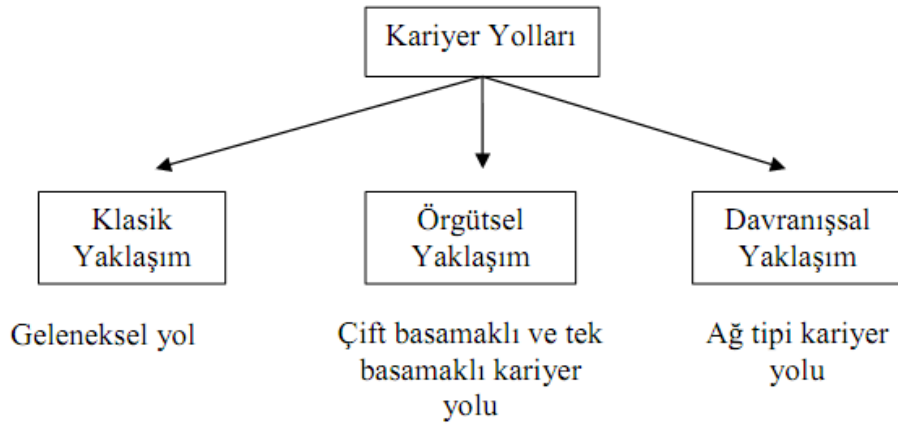 Kariyer Yolları
Klasik
Yaklaşım
Örgütsel
Yaklaşım
Davranışsal
Yaklaşım
Geleneksel yol
Çift basamaklı ve tek
basamaklı kariyer
yolu
Ağ tipi kariyer
yolu